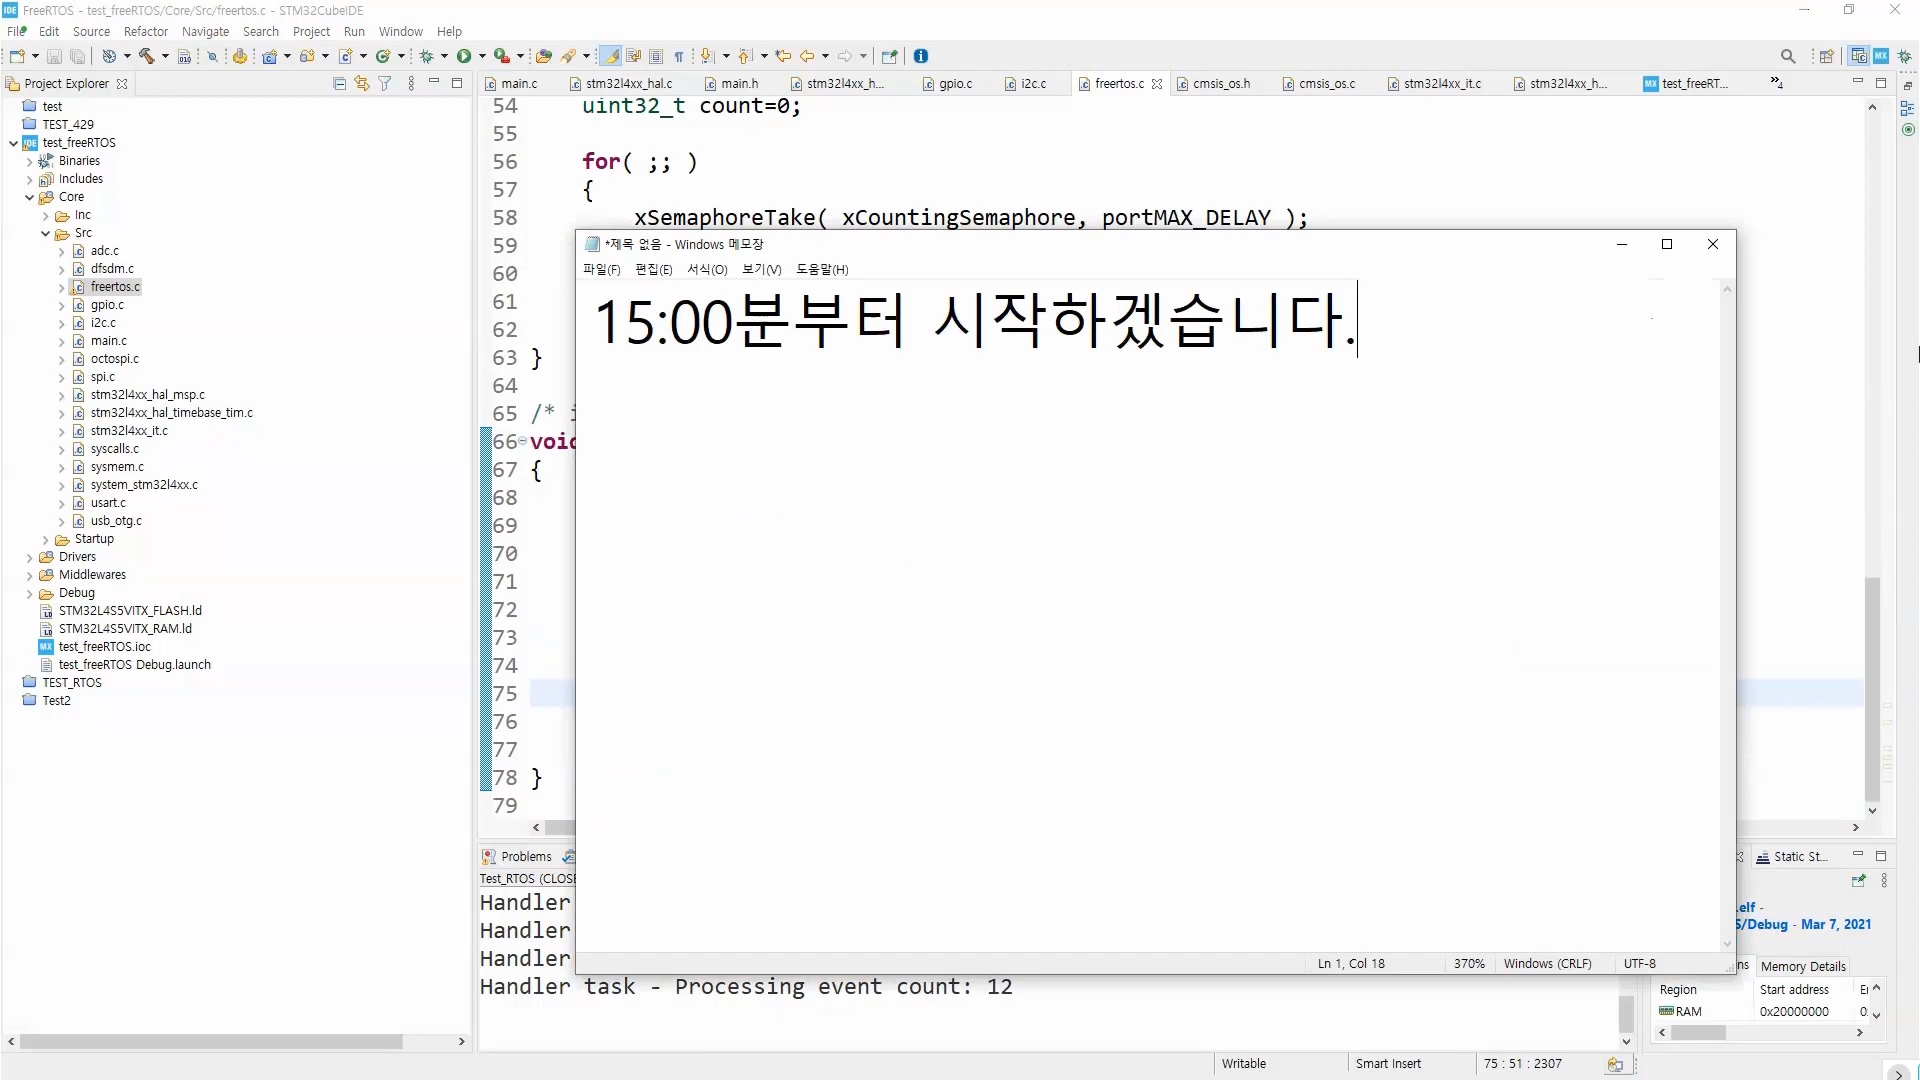 FreeRTOS - test_freeRTOS/Core/Src/freertos.c - STM32CubeIDE
File Edit Source Refactor Navigate Search Project Run Window Help
Project Explorer
main.c stm32l4xx_hal.c main.h stm32l4xx_h... gpio.c i2c.c freertos.c cmsis_os.h cmsis_os.c stm32l4xx_it.c stm32l4xx_h... test_freeRT... »4
test
TEST_429
test_freeRTOS
Binaries
Includes
Core
Inc
Src
adc.c
dfsdm.c
freertos.c
gpio.c
i2c.c
main.c
octospi.c
spi.c
stm32l4xx_hal_msp.c
stm32l4xx_hal_timebase_tim.c
stm32l4xx_it.c
syscalls.c
sysmem.c
system_stm32l4xx.c
usart.c
usb_otg.c
Startup
Drivers
Middlewares
Debug
STM32L4S5VITX_FLASH.ld
STM32L4S5VITX_RAM.ld
test_freeRTOS.ioc
test_freeRTOS Debug.launch
TEST_RTOS
Test2
54 uint32_t count=0;
55
56 for( ;; )
57 {
58 xSemaphoreTake( xCountingSemaphore, portMAX_DELAY );
59
60
61
62
63 }
64
65 /*
66 void
67 {
68
69
70
71
72
73
74
75
76
77
78 }
79
*제목 없음 - Windows 메모장
파일(F) 편집(E) 서식(O) 보기(V) 도움말(H)
15:00분부터 시작하겠습니다.
Ln 1, Col 18 370% Windows (CRLF) UTF-8
Problems
Test_RTOS (CLOSE
Handler
Handler
Handler
Handler task - Processing event count: 12
Static St...
.elf -
S/Debug - Mar 7, 2021
Memory Details
Region Start address
RAM 0x20000000
Writable Smart Insert 75 : 51 : 2307